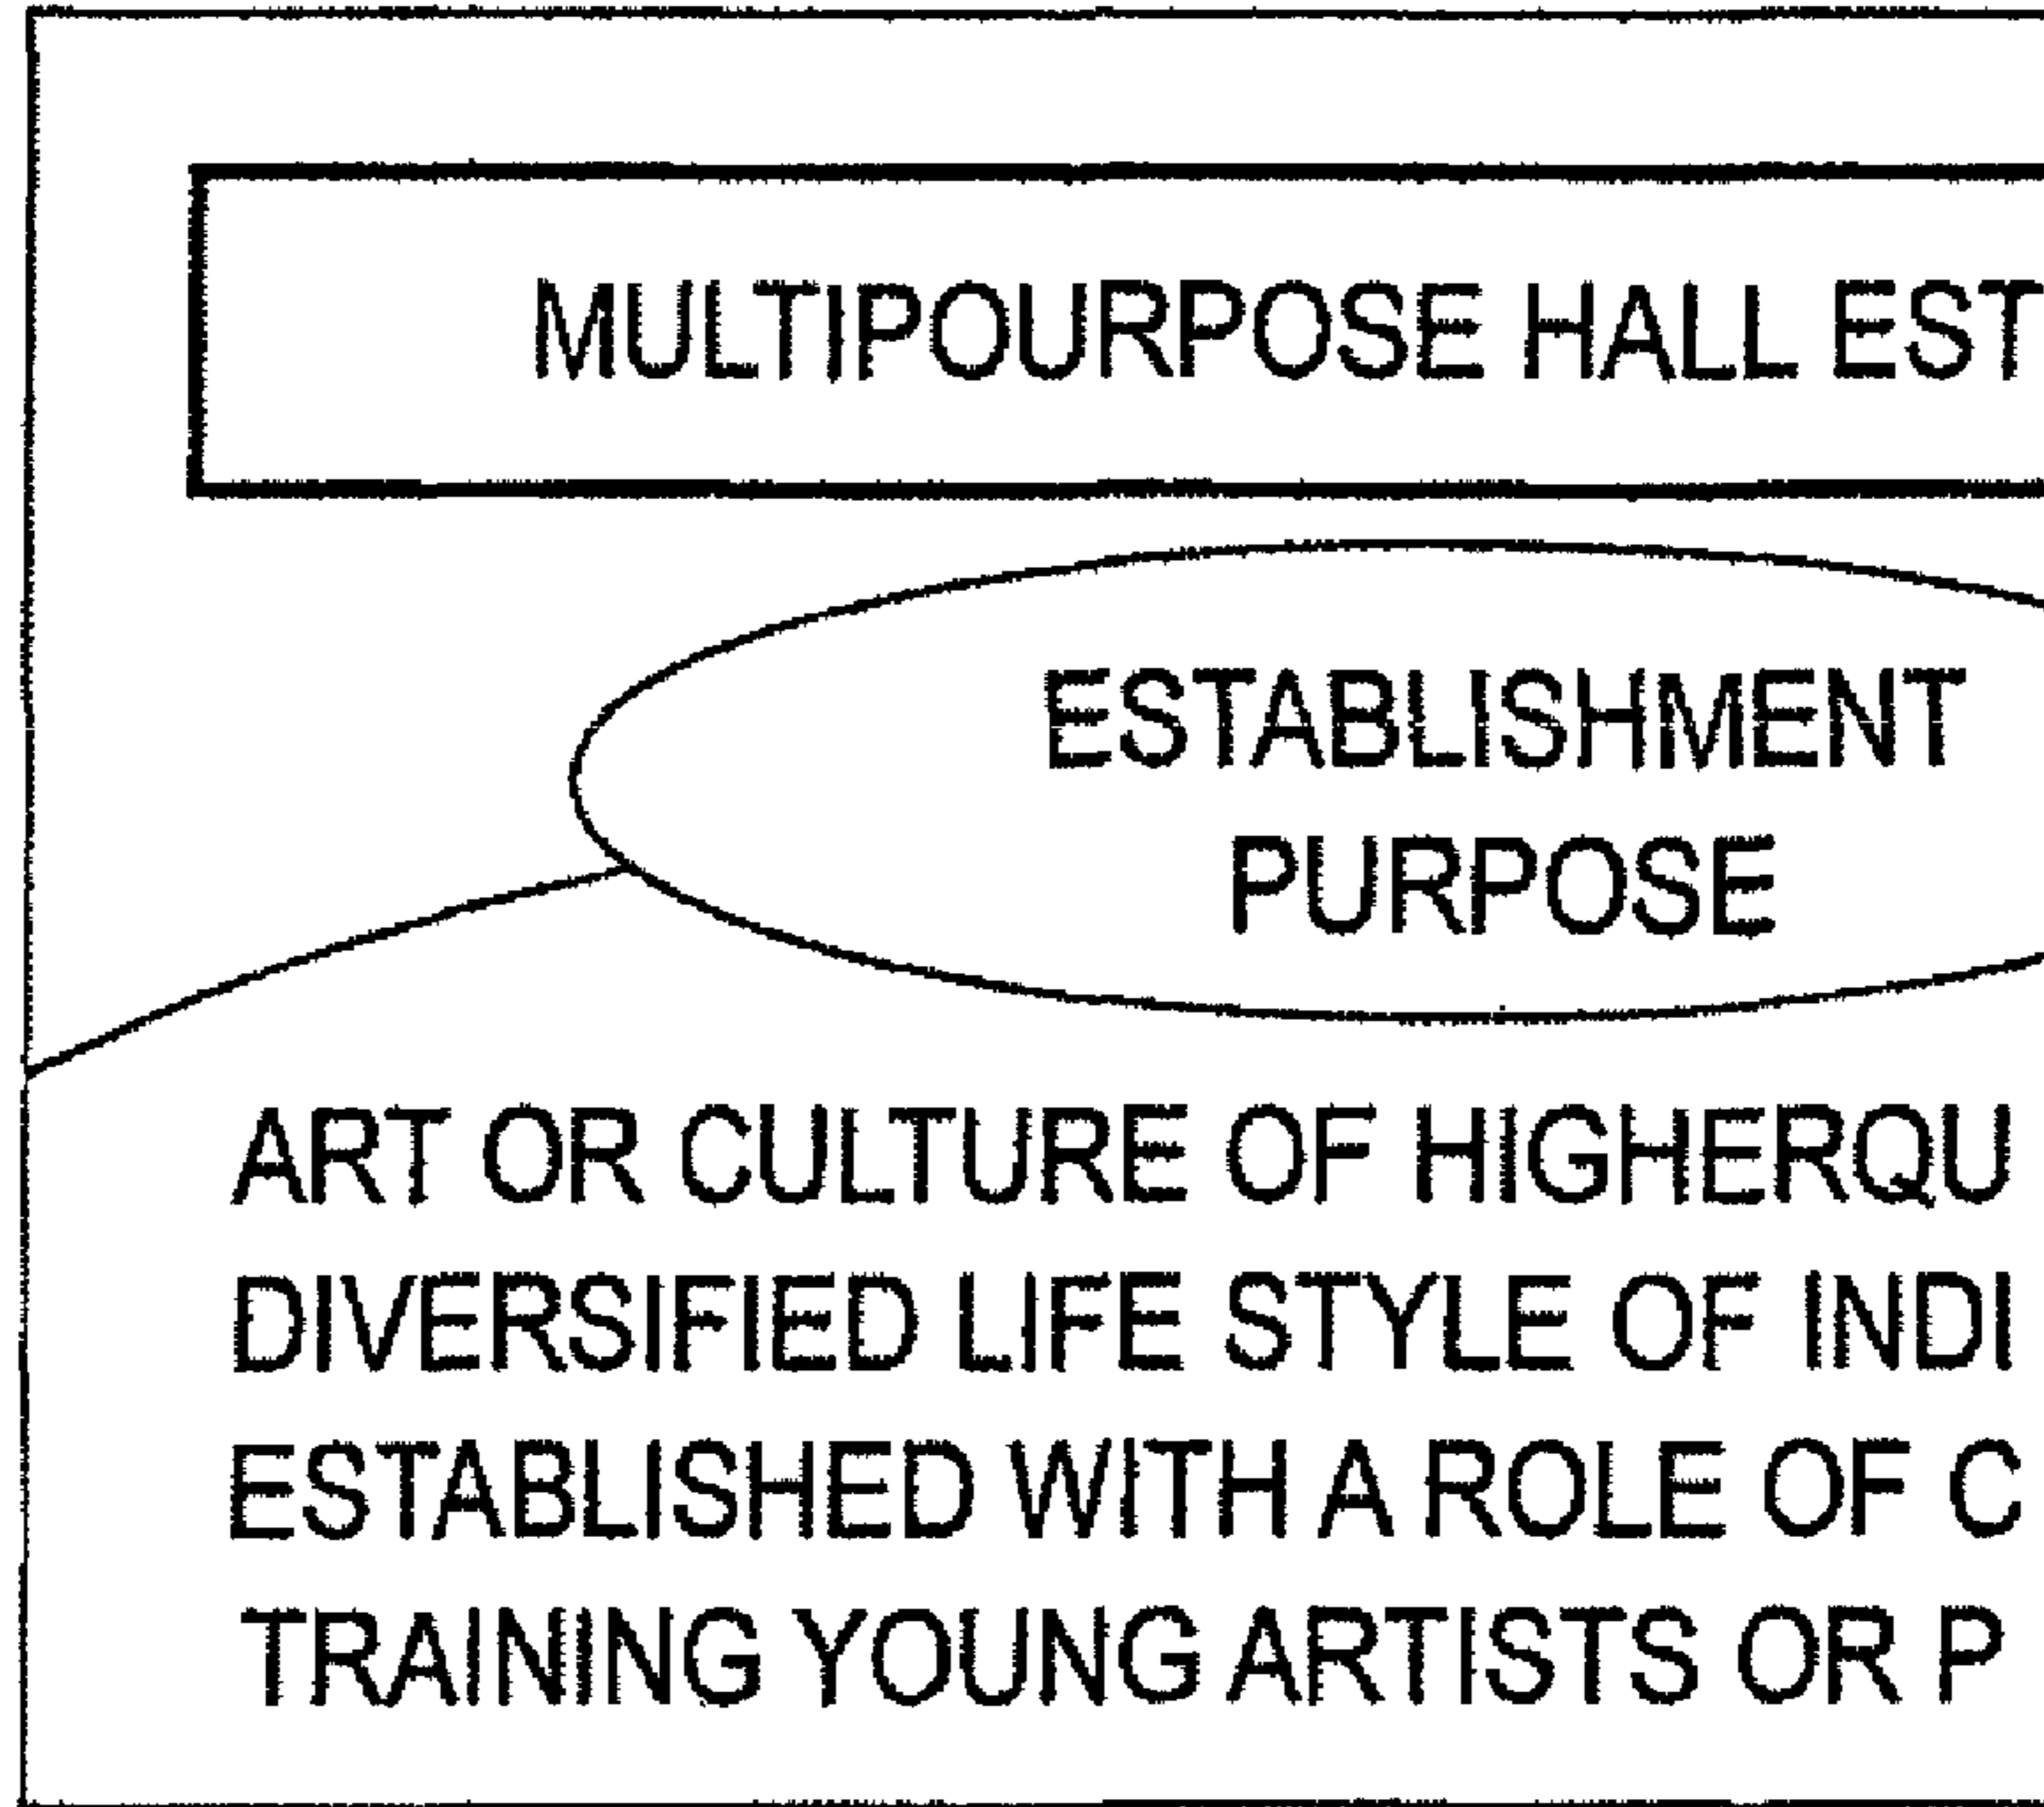 MULTIPOURPOSE HALL EST
ESTABLISHMENT
PURPOSE
ART OR CULTURE OF HIGHERQU
DIVERSIFIED LIFE STYLE OF INDI
ESTABLISHED WITH A ROLE OF C
TRAINING YOUNG ARTISTS OR P